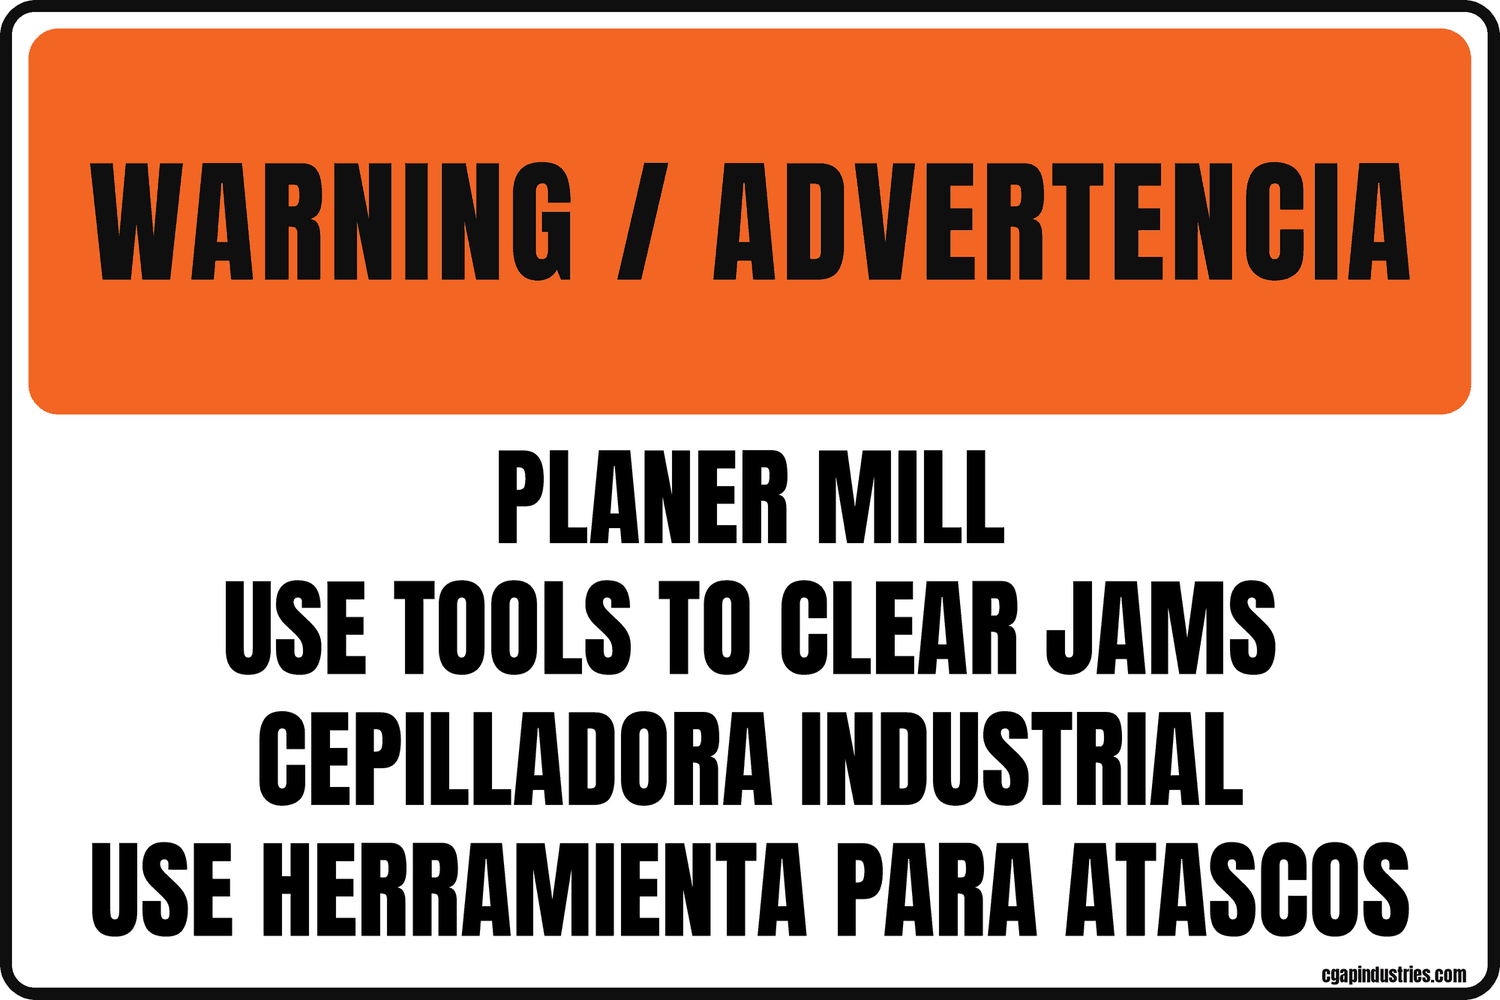 WARNING / ADVERTENCIA
PLANER MILL
USE TOOLS TO CLEAR JAMS
CEPILLADORA INDUSTRIAL
USE HERRAMIENTA PARA ATASCOS
cgapindustries.com